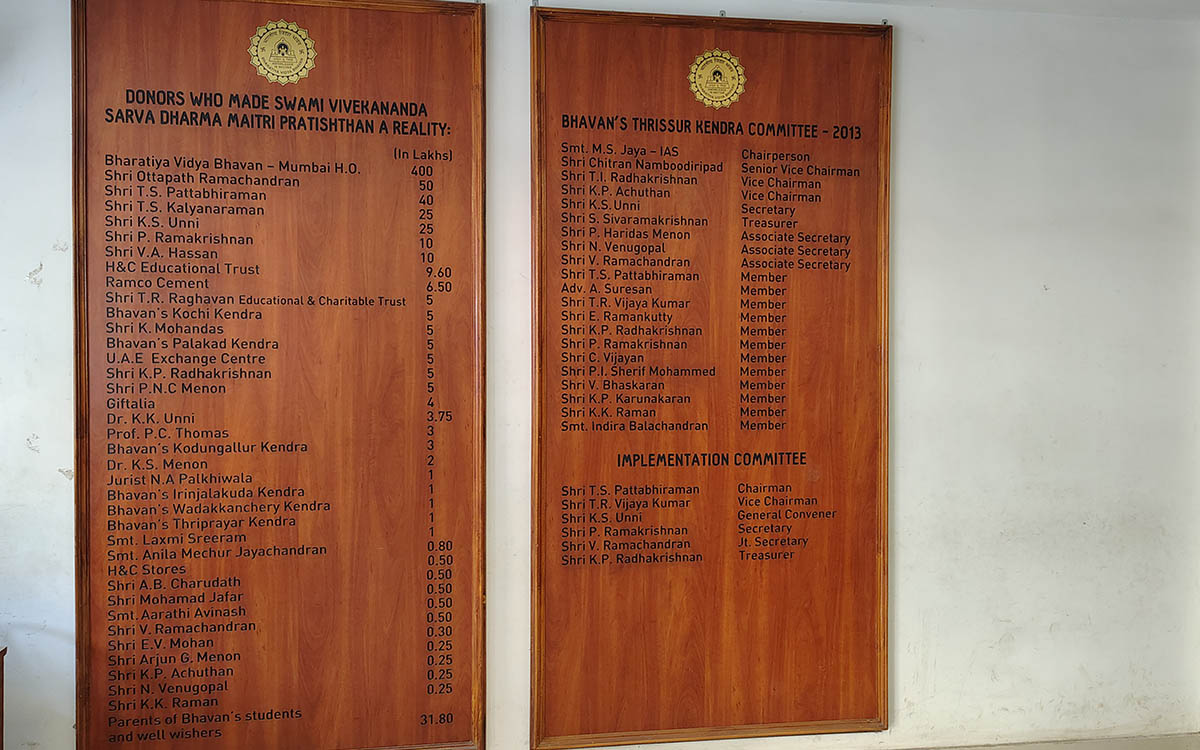 DONORS WHO MADE SWAMI VIVEKANANDA
SARVA DHARMA MAITRI PRATISHTHAN A REALITY:
(In Lakhs)
Bharatiya Vidya Bhavan – Mumbai H.O. 400
Shri Ottapath Ramachandran 50
Shri T.S. Pattabhiraman 40
Shri T.S. Kalyanaraman 25
Shri K.S. Unni 25
Shri P. Ramakrishnan 10
Shri V.A. Hassan 10
H&C Educational Trust 9.60
Ramco Cement 6.50
Shri T.R. Raghavan Educational & Charitable Trust 5
Bhavan's Kochi Kendra 5
Shri K. Mohandas 5
Bhavan's Palakad Kendra 5
U.A.E Exchange Centre 5
Shri K.P. Radhakrishnan 5
Shri P.N.C Menon 5
Giftalia 4
Dr. K.K. Unni 3.75
Prof. P.C. Thomas 3
Bhavan's Kodungallur Kendra 3
Dr. K.S. Menon 2
Jurist N.A Palkhiwala 1
Bhavan's Irinjalakuda Kendra 1
Bhavan's Wadakkanchery Kendra 1
Bhavan's Thriprayar Kendra 1
Smt. Laxmi Sreeram 1
Smt. Anila Mechur Jayachandran 0.80
H&C Stores 0.50
Shri A.B. Charudath 0.50
Shri Mohamad Jafar 0.50
Smt. Aarathi Avinash 0.50
Shri V. Ramachandran 0.50
Shri E.V. Mohan 0.30
Shri Arjun G. Menon 0.25
Shri K.P. Achuthan 0.25
Shri N. Venugopal 0.25
Shri K.K. Raman 0.25
Parents of Bhavan's students 31.80
and well wishers
BHAVAN'S THRISSUR KENDRA COMMITTEE – 2013
Smt. M.S. Jaya – IAS Chairperson
Shri Chitran Namboodiripad Senior Vice Chairman
Shri T.I. Radhakrishnan Vice Chairman
Shri K.P. Achuthan Vice Chairman
Shri K.S. Unni Secretary
Shri S. Sivaramakrishnan Treasurer
Shri P. Haridas Menon Associate Secretary
Shri N. Venugopal Associate Secretary
Shri V. Ramachandran Associate Secretary
Shri T.S. Pattabhiraman Member
Adv. A. Suresan Member
Shri T.R. Vijaya Kumar Member
Shri E. Ramankutty Member
Shri K.P. Radhakrishnan Member
Shri P. Ramakrishnan Member
Shri C. Vijayan Member
Shri P.I. Sherif Mohammed Member
Shri V. Bhaskaran Member
Shri K.P. Karunakaran Member
Shri K.K. Raman Member
Smt. Indira Balachandran Member
IMPLEMENTATION COMMITTEE
Shri T.S. Pattabhiraman Chairman
Shri T.R. Vijaya Kumar Vice Chairman
Shri K.S. Unni General Convener
Shri P. Ramakrishnan Secretary
Shri V. Ramachandran Jt. Secretary
Shri K.P. Radhakrishnan Treasurer